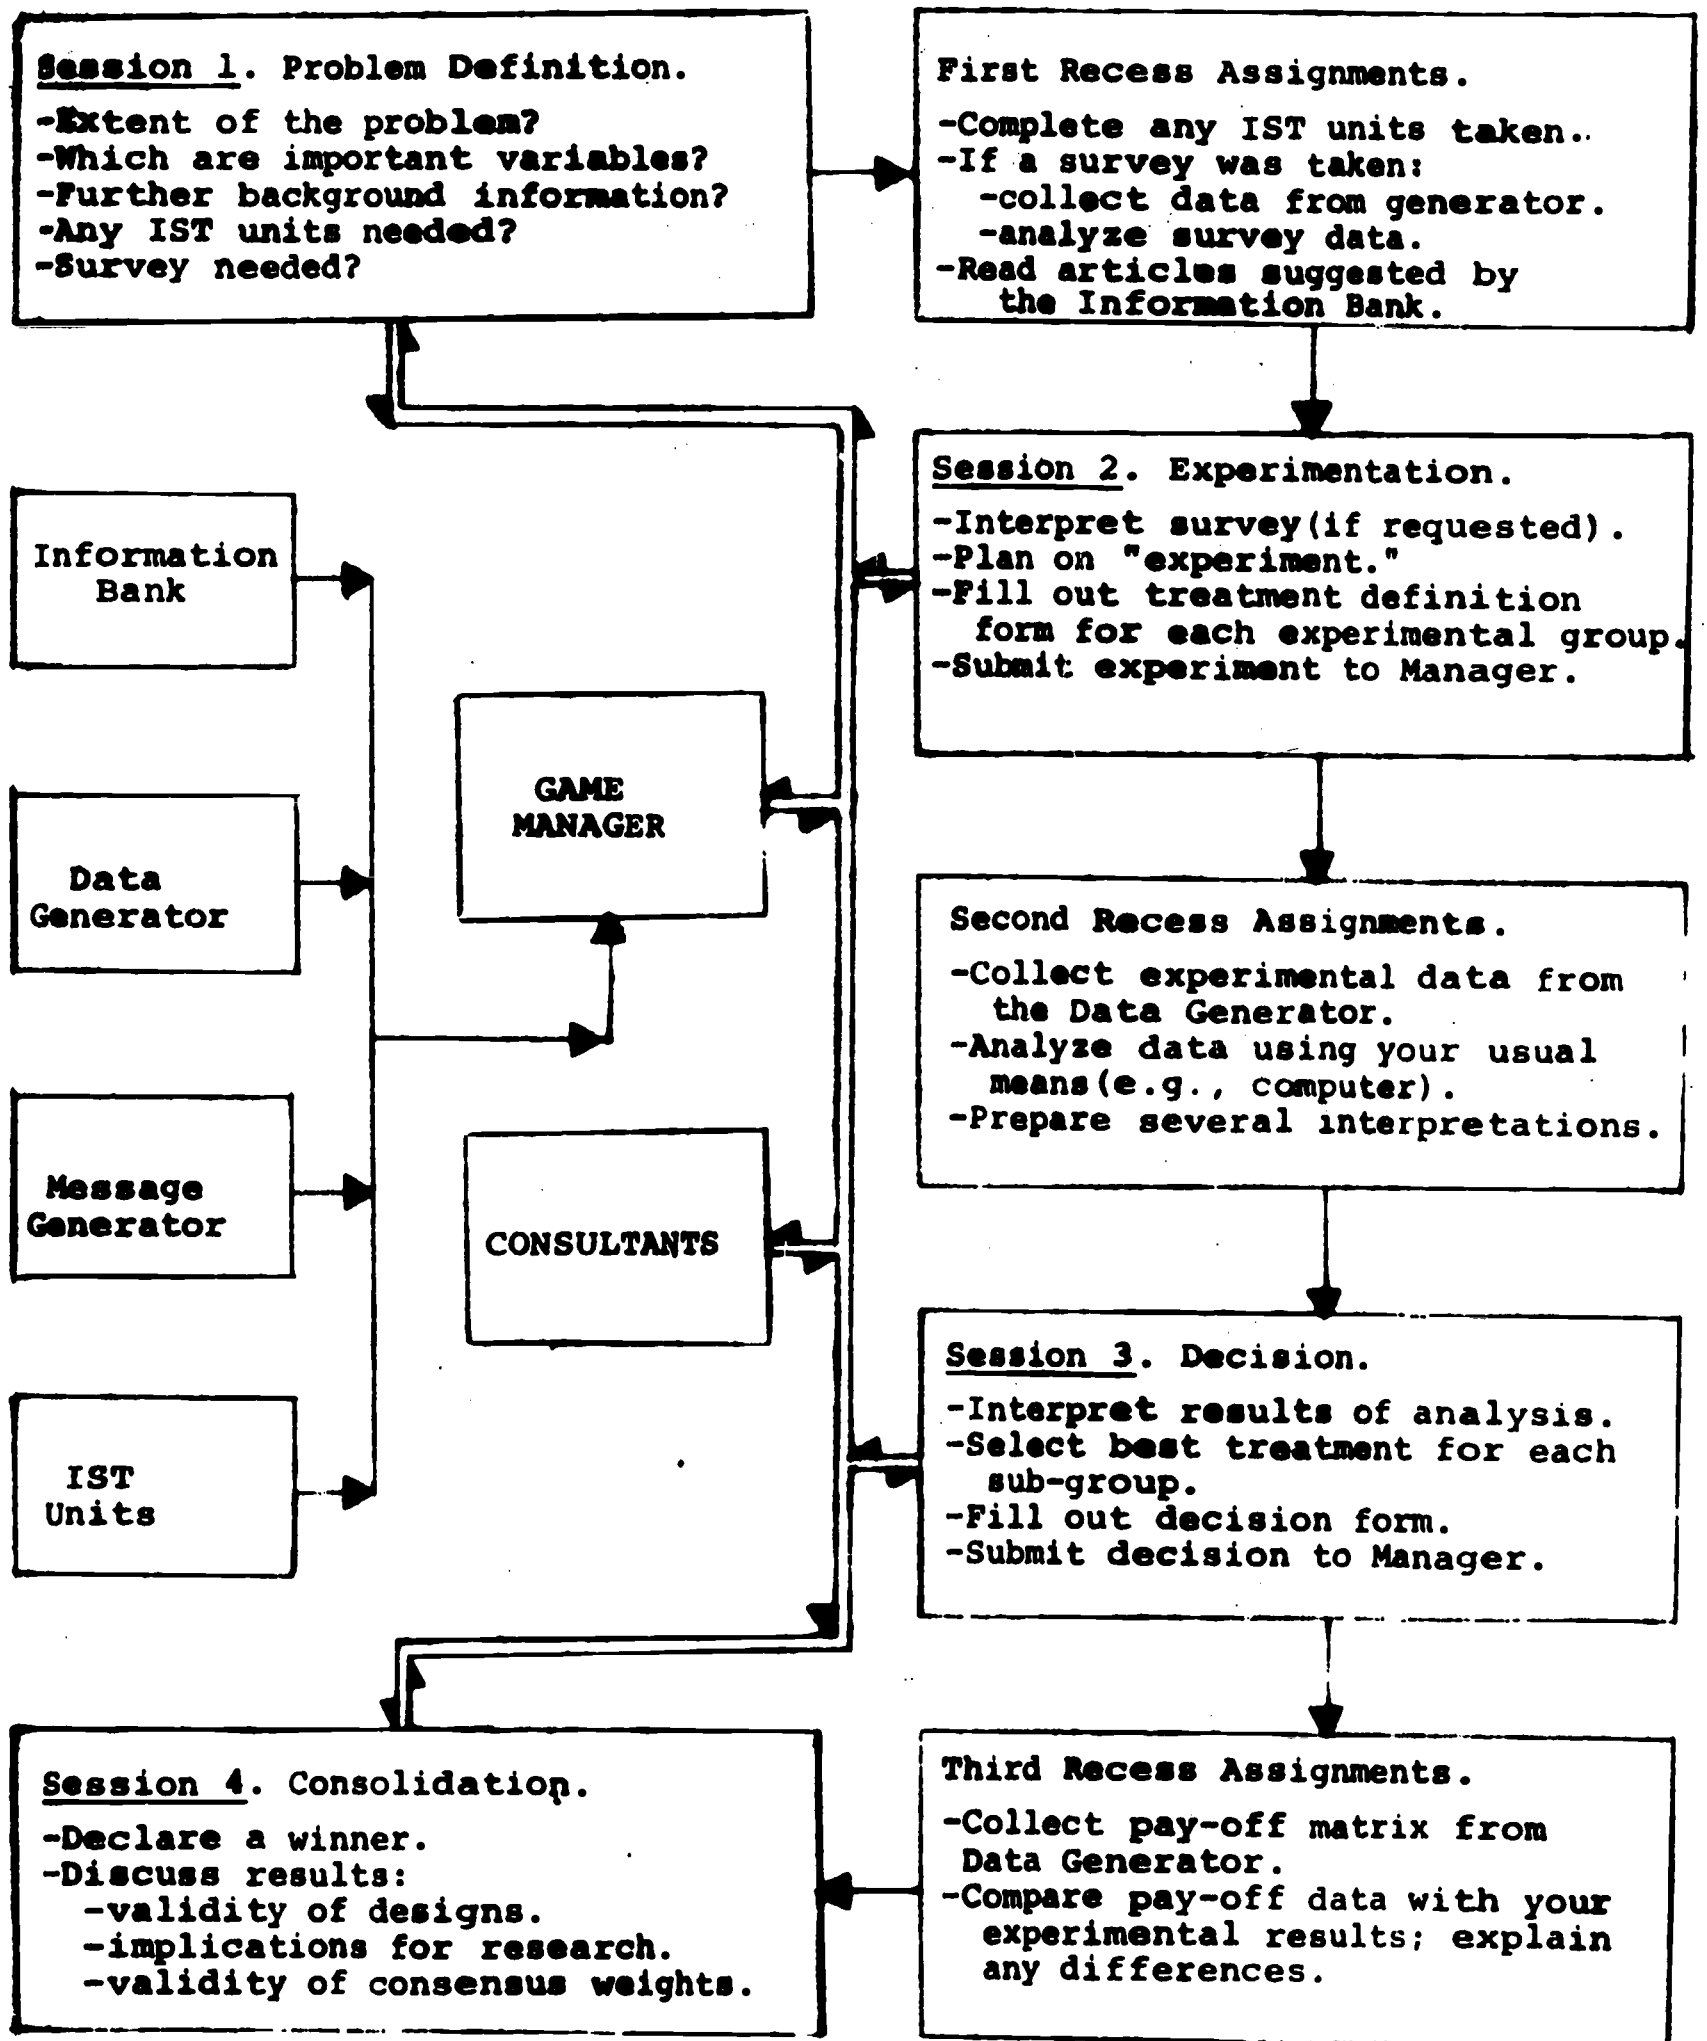 Session 1. Problem Definition.
-Extent of the problem?
-Which are important variables?
-Further background information?
-Any IST units needed?
-Survey needed?
First Recess Assignments.
-Complete any IST units taken.
-If a survey was taken:
-collect data from generator.
-analyze survey data.
-Read articles suggested by
the Information Bank.
Session 2. Experimentation.
-Interpret survey(if requested).
-Plan on "experiment."
-Fill out treatment definition
form for each experimental group.
-Submit experiment to Manager.
Information
Bank
Data
Generator
Message
Generator
IST
Units
GAME
MANAGER
CONSULTANTS
Second Recess Assignments.
-Collect experimental data from
the Data Generator.
-Analyze data using your usual
means(e.g., computer).
-Prepare several interpretations.
Session 3. Decision.
-Interpret results of analysis.
-Select best treatment for each
sub-group.
-Fill out decision form.
-Submit decision to Manager.
Third Recess Assignments.
-Collect pay-off matrix from
Data Generator.
-Compare pay-off data with your
experimental results; explain
any differences.
Session 4. Consolidation.
-Declare a winner.
-Discuss results:
-validity of designs.
-implications for research.
-validity of consensus weights.